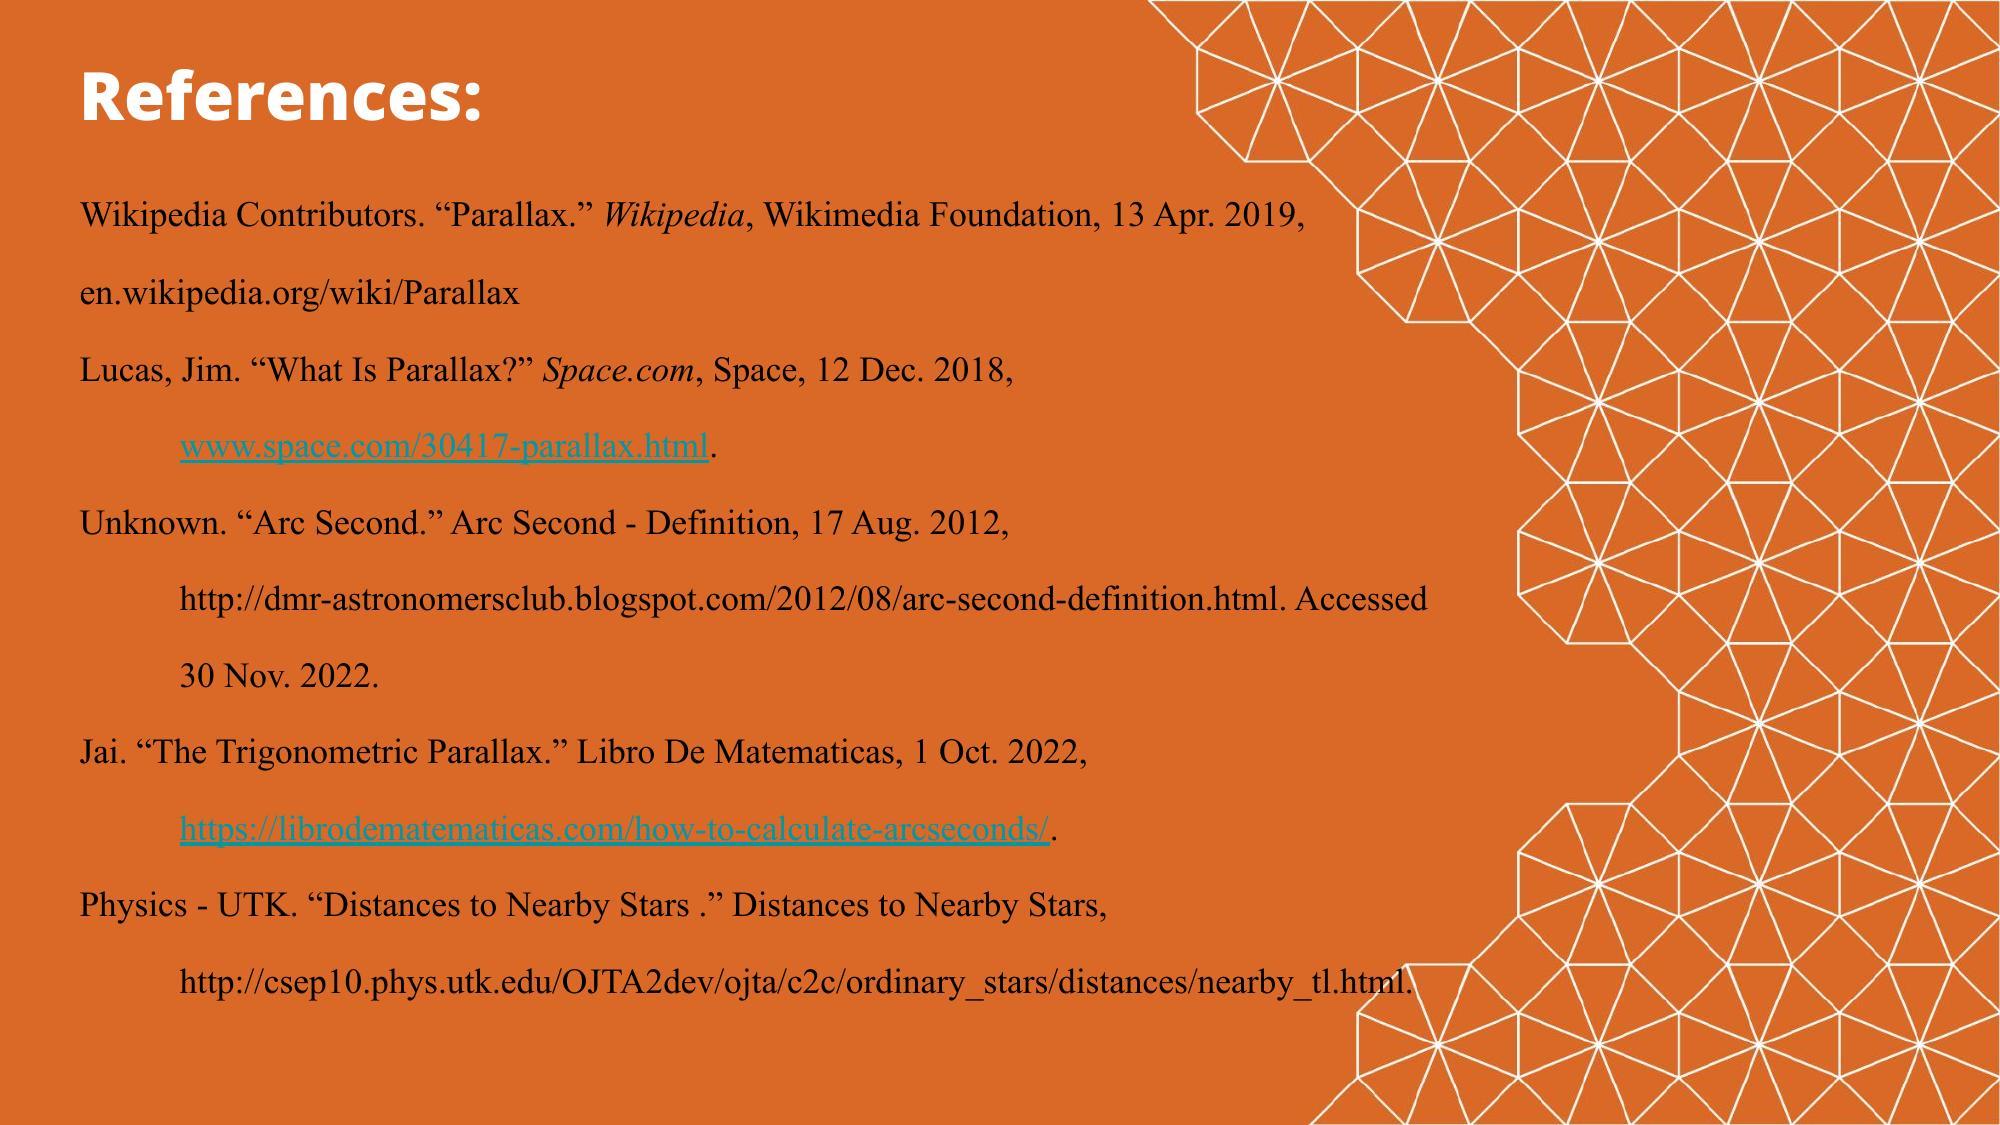 References:
Wikipedia Contributors. “Parallax.” Wikipedia, Wikimedia Foundation, 13 Apr. 2019,
en.wikipedia.org/wiki/Parallax
Lucas, Jim. “What Is Parallax?” Space.com, Space, 12 Dec. 2018,
www.space.com/30417-parallax.html.
Unknown. “Arc Second.” Arc Second - Definition, 17 Aug. 2012,
http://dmr-astronomersclub.blogspot.com/2012/08/arc-second-definition.html. Accessed
30 Nov. 2022.
Jai. “The Trigonometric Parallax.” Libro De Matematicas, 1 Oct. 2022,
https://librodematematicas.com/how-to-calculate-arcseconds/.
Physics - UTK. “Distances to Nearby Stars .” Distances to Nearby Stars,
http://csep10.phys.utk.edu/OJTA2dev/ojta/c2c/ordinary_stars/distances/nearby_tl.html.